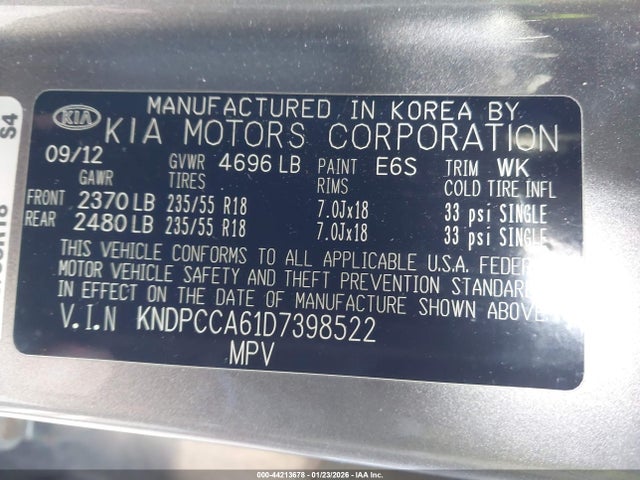 S4
KIA
MANUFACTURED IN KOREA BY
KIA MOTORS CORPORATION
09/12 GVWR 4696 LB PAINT E6S TRIM WK
GAWR TIRES RIMS COLD TIRE INFL
FRONT 2370 LB 235/55 R18 7.0Jx18 33 psi SINGLE
REAR 2480 LB 235/55 R18 7.0Jx18 33 psi SINGLE
THIS VEHICLE CONFORMS TO ALL APPLICABLE U.S.A. FEDER
MOTOR VEHICLE SAFETY AND THEFT PREVENTION STANDARD
IN EFFECT ON THE DATE OF MANUFACTURE SHOWN ABOVE
V.I.N KNDPCCA61D7398522
MPV
000-44213678 - 01/23/2026 - IAA Inc.